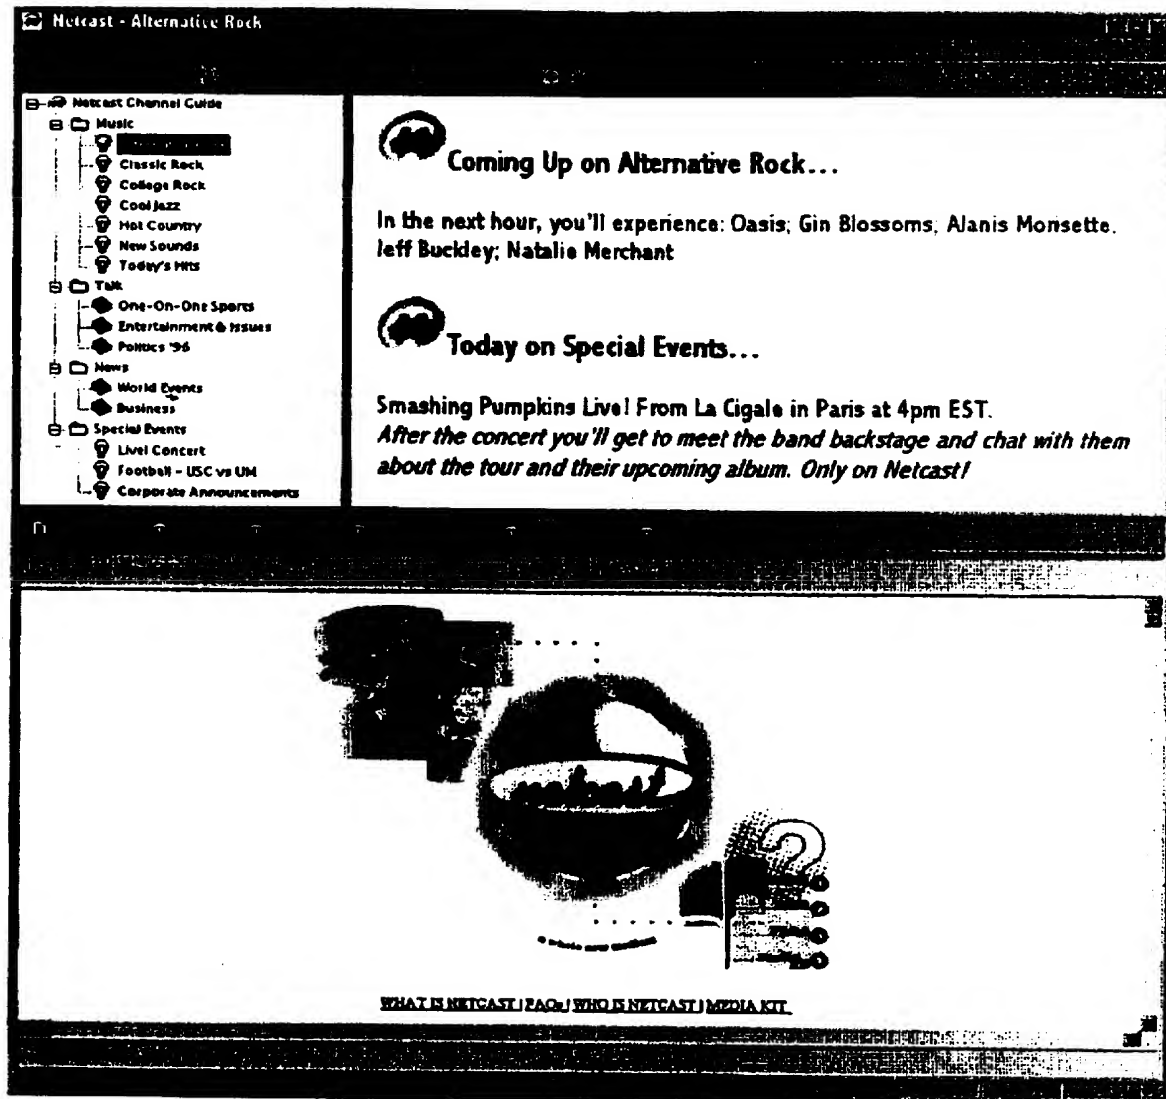 Netcast - Alternative Rock
Netcast Channel Guide
Music
Classic Rock
College Rock
Cool Jazz
Hot Country
New Sounds
Today's Hits
Talk
One-On-One Sports
Entertainment & Issues
Politics '96
News
World Events
Business
Special Events
Live! Concert
Football - USC vs UM
Corporate Announcements
Coming Up on Alternative Rock...
In the next hour, you'll experience: Oasis; Gin Blossoms; Alanis Morisette.
Jeff Buckley; Natalie Merchant
Today on Special Events...
Smashing Pumpkins Live! From La Cigale in Paris at 4pm EST.
After the concert you'll get to meet the band backstage and chat with them
about the tour and their upcoming album. Only on Netcast!
a whole new medium
WHAT IS NETCAST | FAQs | WHO IS NETCAST | MEDIA KIT